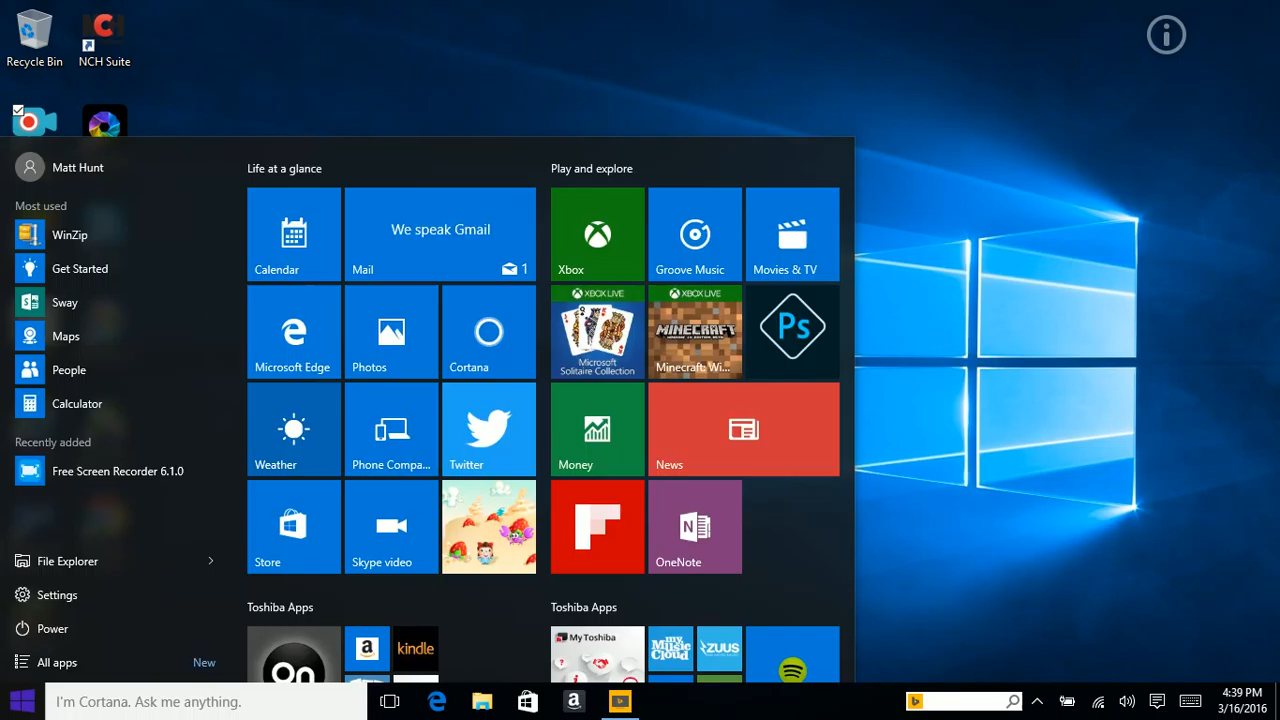 Recycle Bin
NCH Suite
Matt Hunt
Most used
WinZip
Get Started
Sway
Maps
People
Calculator
Recently added
Free Screen Recorder 6.1.0
File Explorer
Settings
Power
All apps New
Life at a glance
Calendar
We speak Gmail
Mail 1
Microsoft Edge
Photos
Cortana
Weather
Phone Compa...
Twitter
Store
Skype video
Toshiba Apps
On
kindle
Play and explore
Xbox
Groove Music
Movies & TV
XBOX LIVE
Microsoft
Solitaire Collection
XBOX LIVE
MINECRAFT
Minecraft: Wi...
Ps
Money
News
OneNote
Toshiba Apps
My Toshiba
my
Music
Cloud
ZUUS
I'm Cortana. Ask me anything.
4:39 PM
3/16/2016